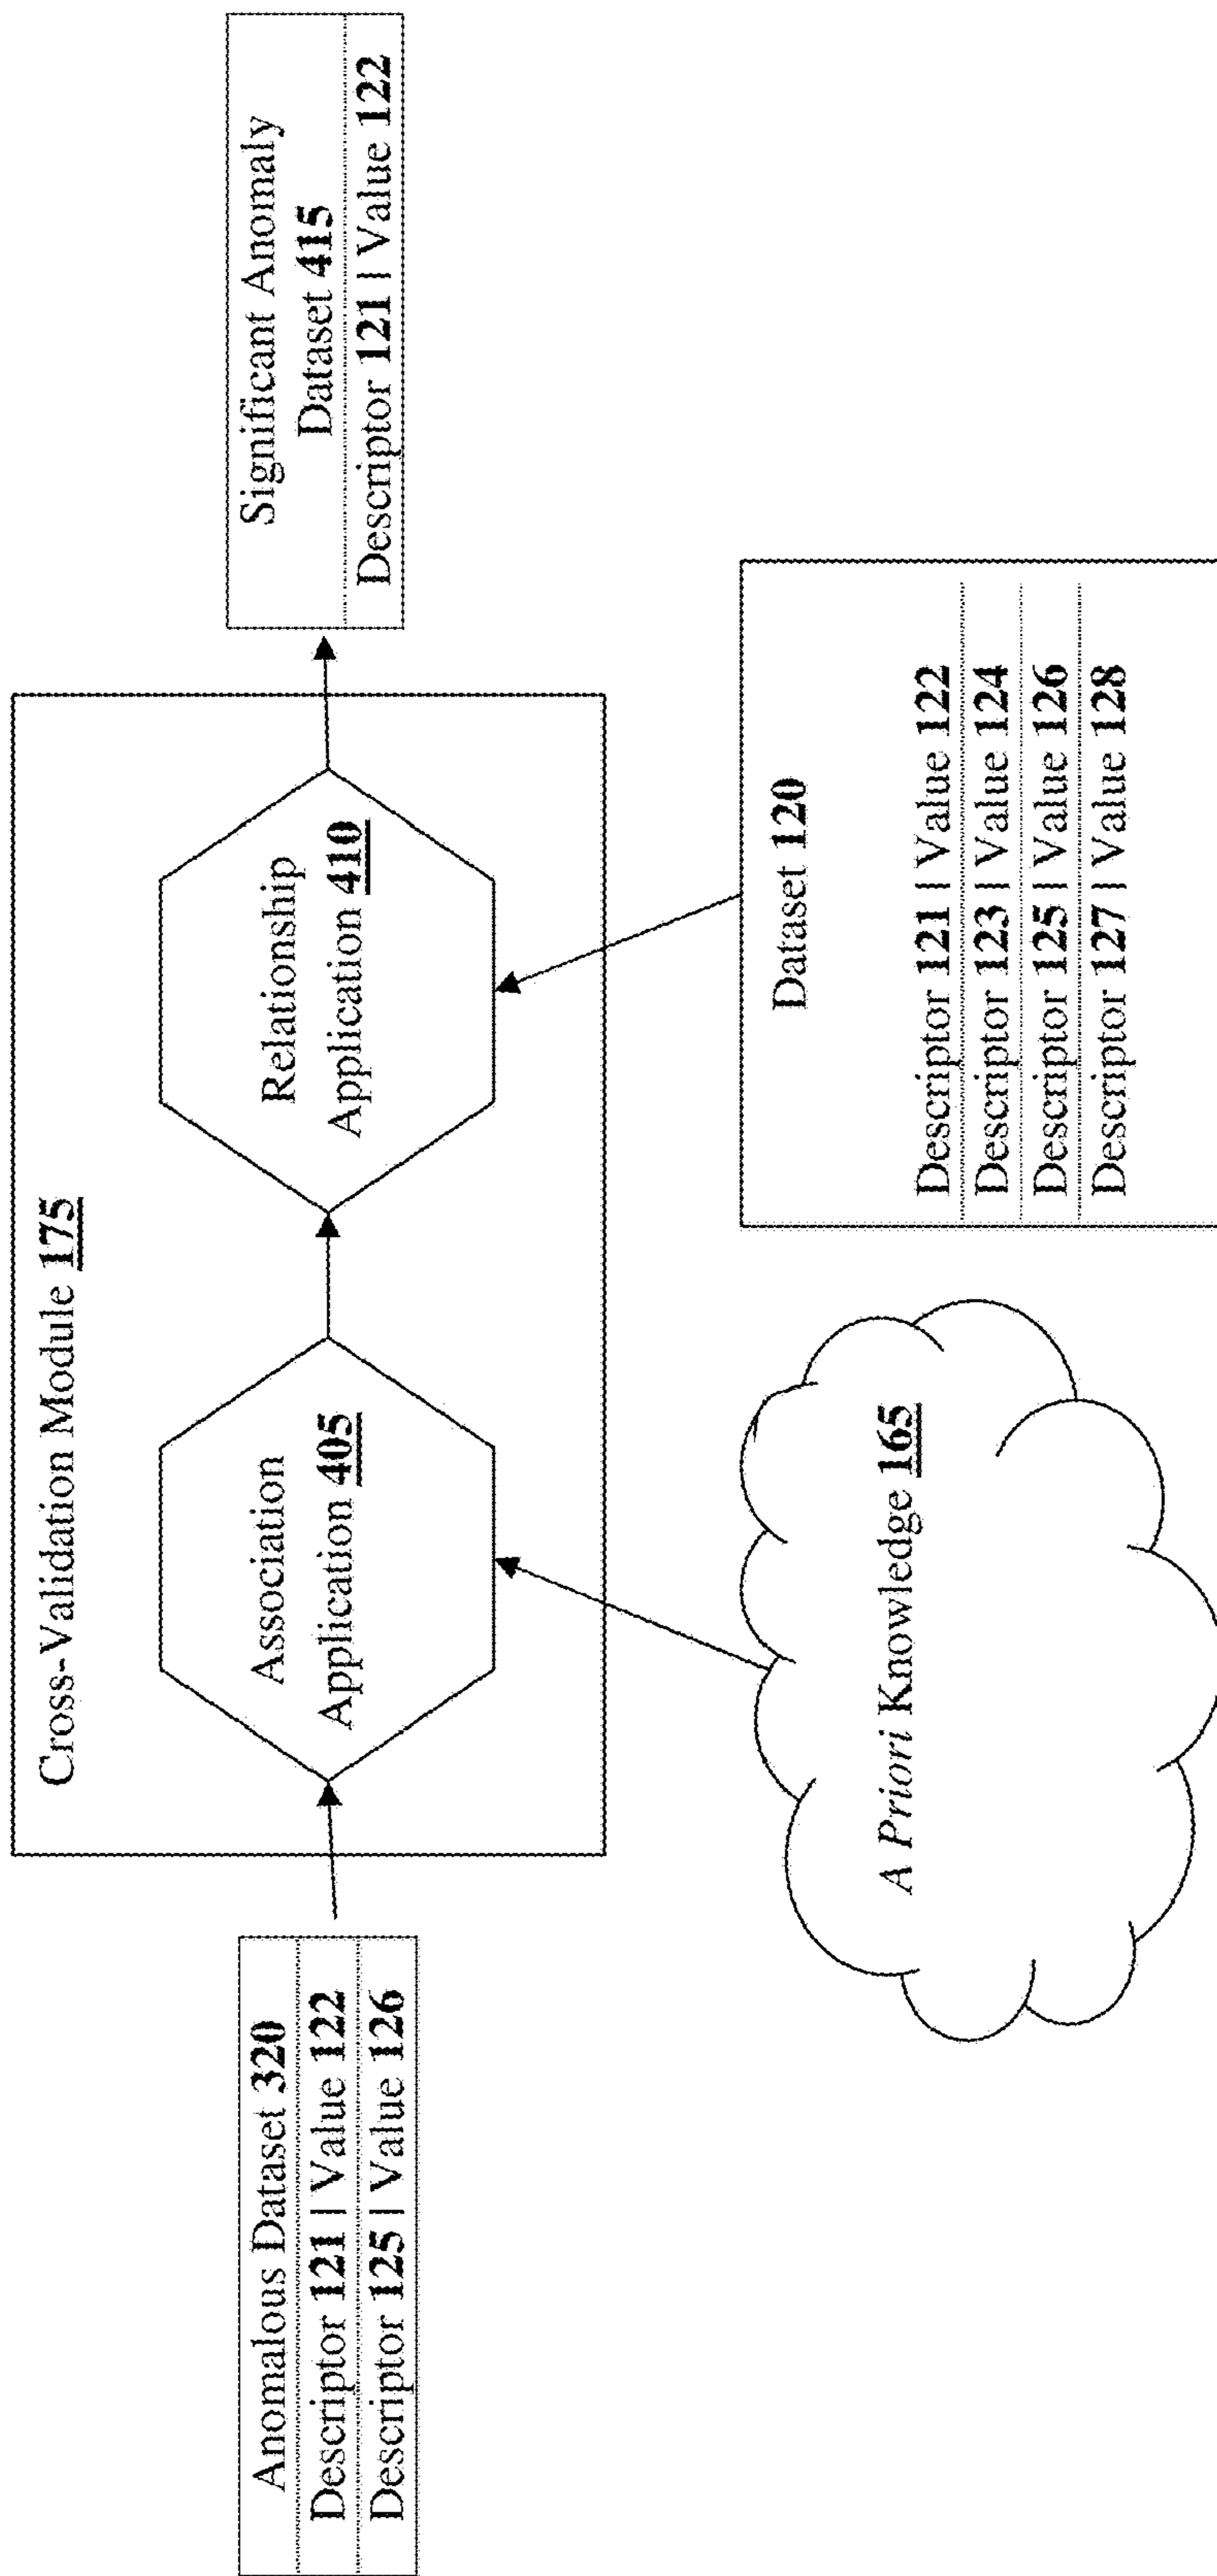 Cross-Validation Module 175
Anomalous Dataset 320
Descriptor 121 | Value 122
Descriptor 125 | Value 126
Association
Application 405
Relationship
Application 410
Significant Anomaly
Dataset 415
Descriptor 121 | Value 122
A Priori Knowledge 165
Dataset 120
Descriptor 121 | Value 122
Descriptor 123 | Value 124
Descriptor 125 | Value 126
Descriptor 127 | Value 128